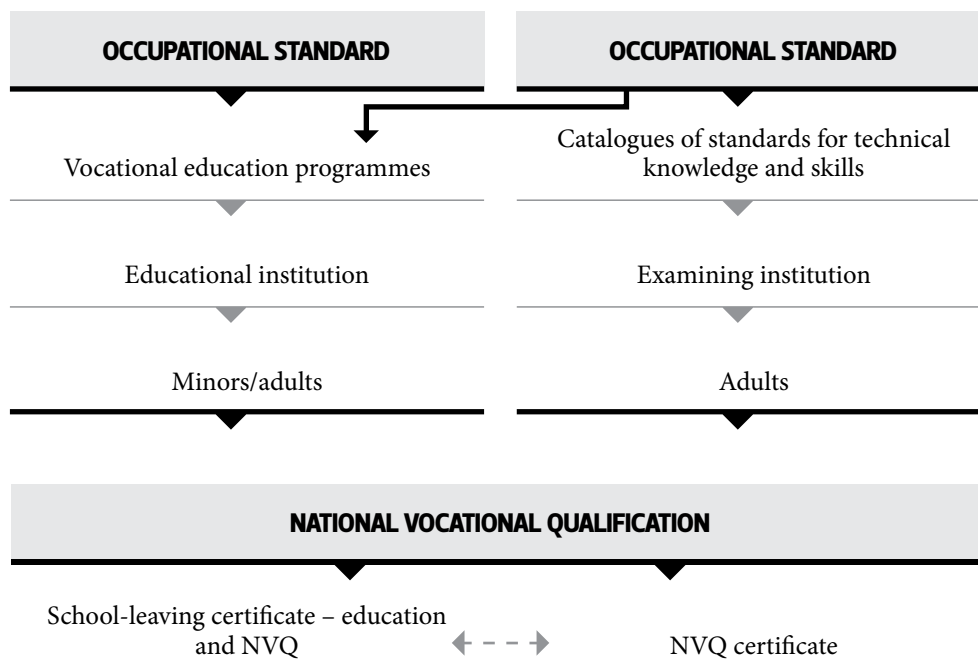 OCCUPATIONAL STANDARD
OCCUPATIONAL STANDARD
Vocational education programmes
Catalogues of standards for technical
knowledge and skills
Educational institution
Examining institution
Minors/adults
Adults
NATIONAL VOCATIONAL QUALIFICATION
School-leaving certificate – education
and NVQ
NVQ certificate